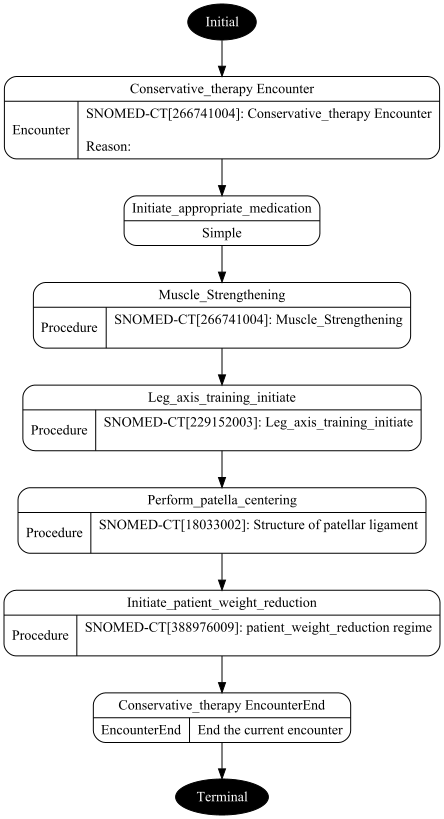 Initial
Conservative_therapy Encounter
Encounter
SNOMED-CT[266741004]: Conservative_therapy Encounter
Reason:
Initiate_appropriate_medication
Simple
Muscle_Strengthening
Procedure
SNOMED-CT[266741004]: Muscle_Strengthening
Leg_axis_training_initiate
Procedure
SNOMED-CT[229152003]: Leg_axis_training_initiate
Perform_patella_centering
Procedure
SNOMED-CT[18033002]: Structure of patellar ligament
Initiate_patient_weight_reduction
Procedure
SNOMED-CT[388976009]: patient_weight_reduction regime
Conservative_therapy EncounterEnd
EncounterEnd
End the current encounter
Terminal